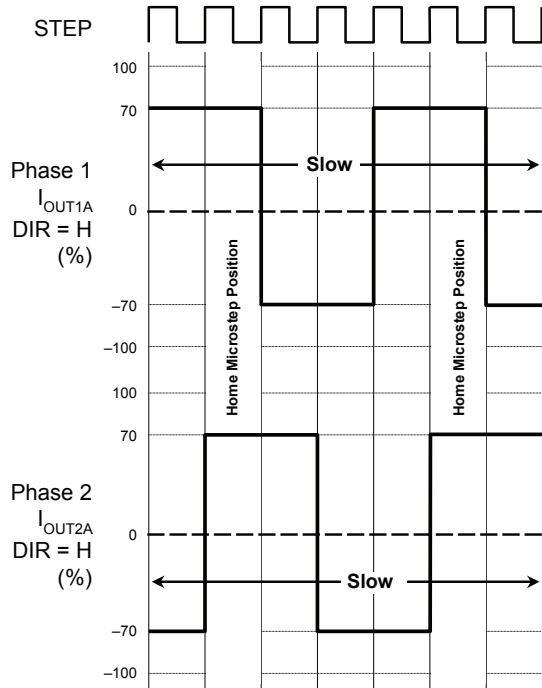 STEP
100
70
Slow
Phase 1
I_OUT1A
DIR = H
(%)
0
Home Microstep Position
Home Microstep Position
–70
–100
100
70
Phase 2
I_OUT2A
DIR = H
(%)
0
Slow
–70
–100